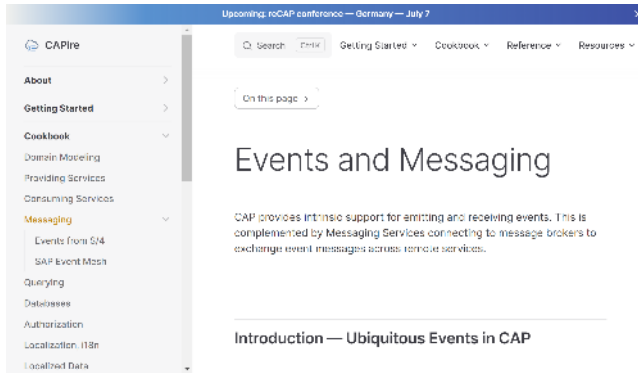 Upcoming: reCAP conference — Germany — July 7
CAPire
Search Ctrl K Getting Started Cookbook Reference Resources
About
Getting Started
Cookbook
Domain Modeling
Providing Services
Consuming Services
Messaging
Events from S/4
SAP Event Mesh
Querying
Databases
Authorization
Localization, i18n
Localized Data
On this page
Events and Messaging
CAP provides intrinsic support for emitting and receiving events. This is
complemented by Messaging Services connecting to message brokers to
exchange event messages across remote services.
Introduction — Ubiquitous Events in CAP